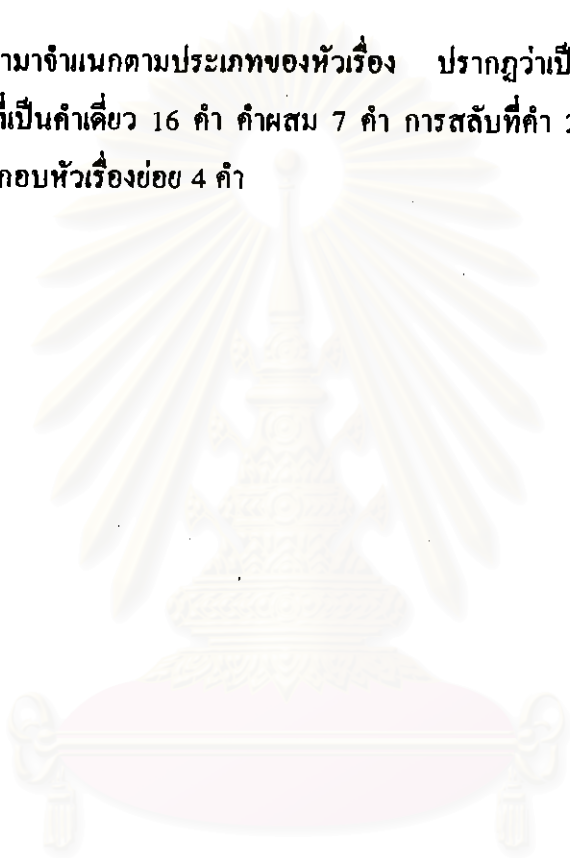 ามาจำแนกตามประเภทของหัวเรื่อง ปรากฏว่าเป็
ที่เป็นคำเดี่ยว 16 คำ คำผสม 7 คำ การสลับที่คำ
กอบหัวเรื่องย่อย 4 คำ